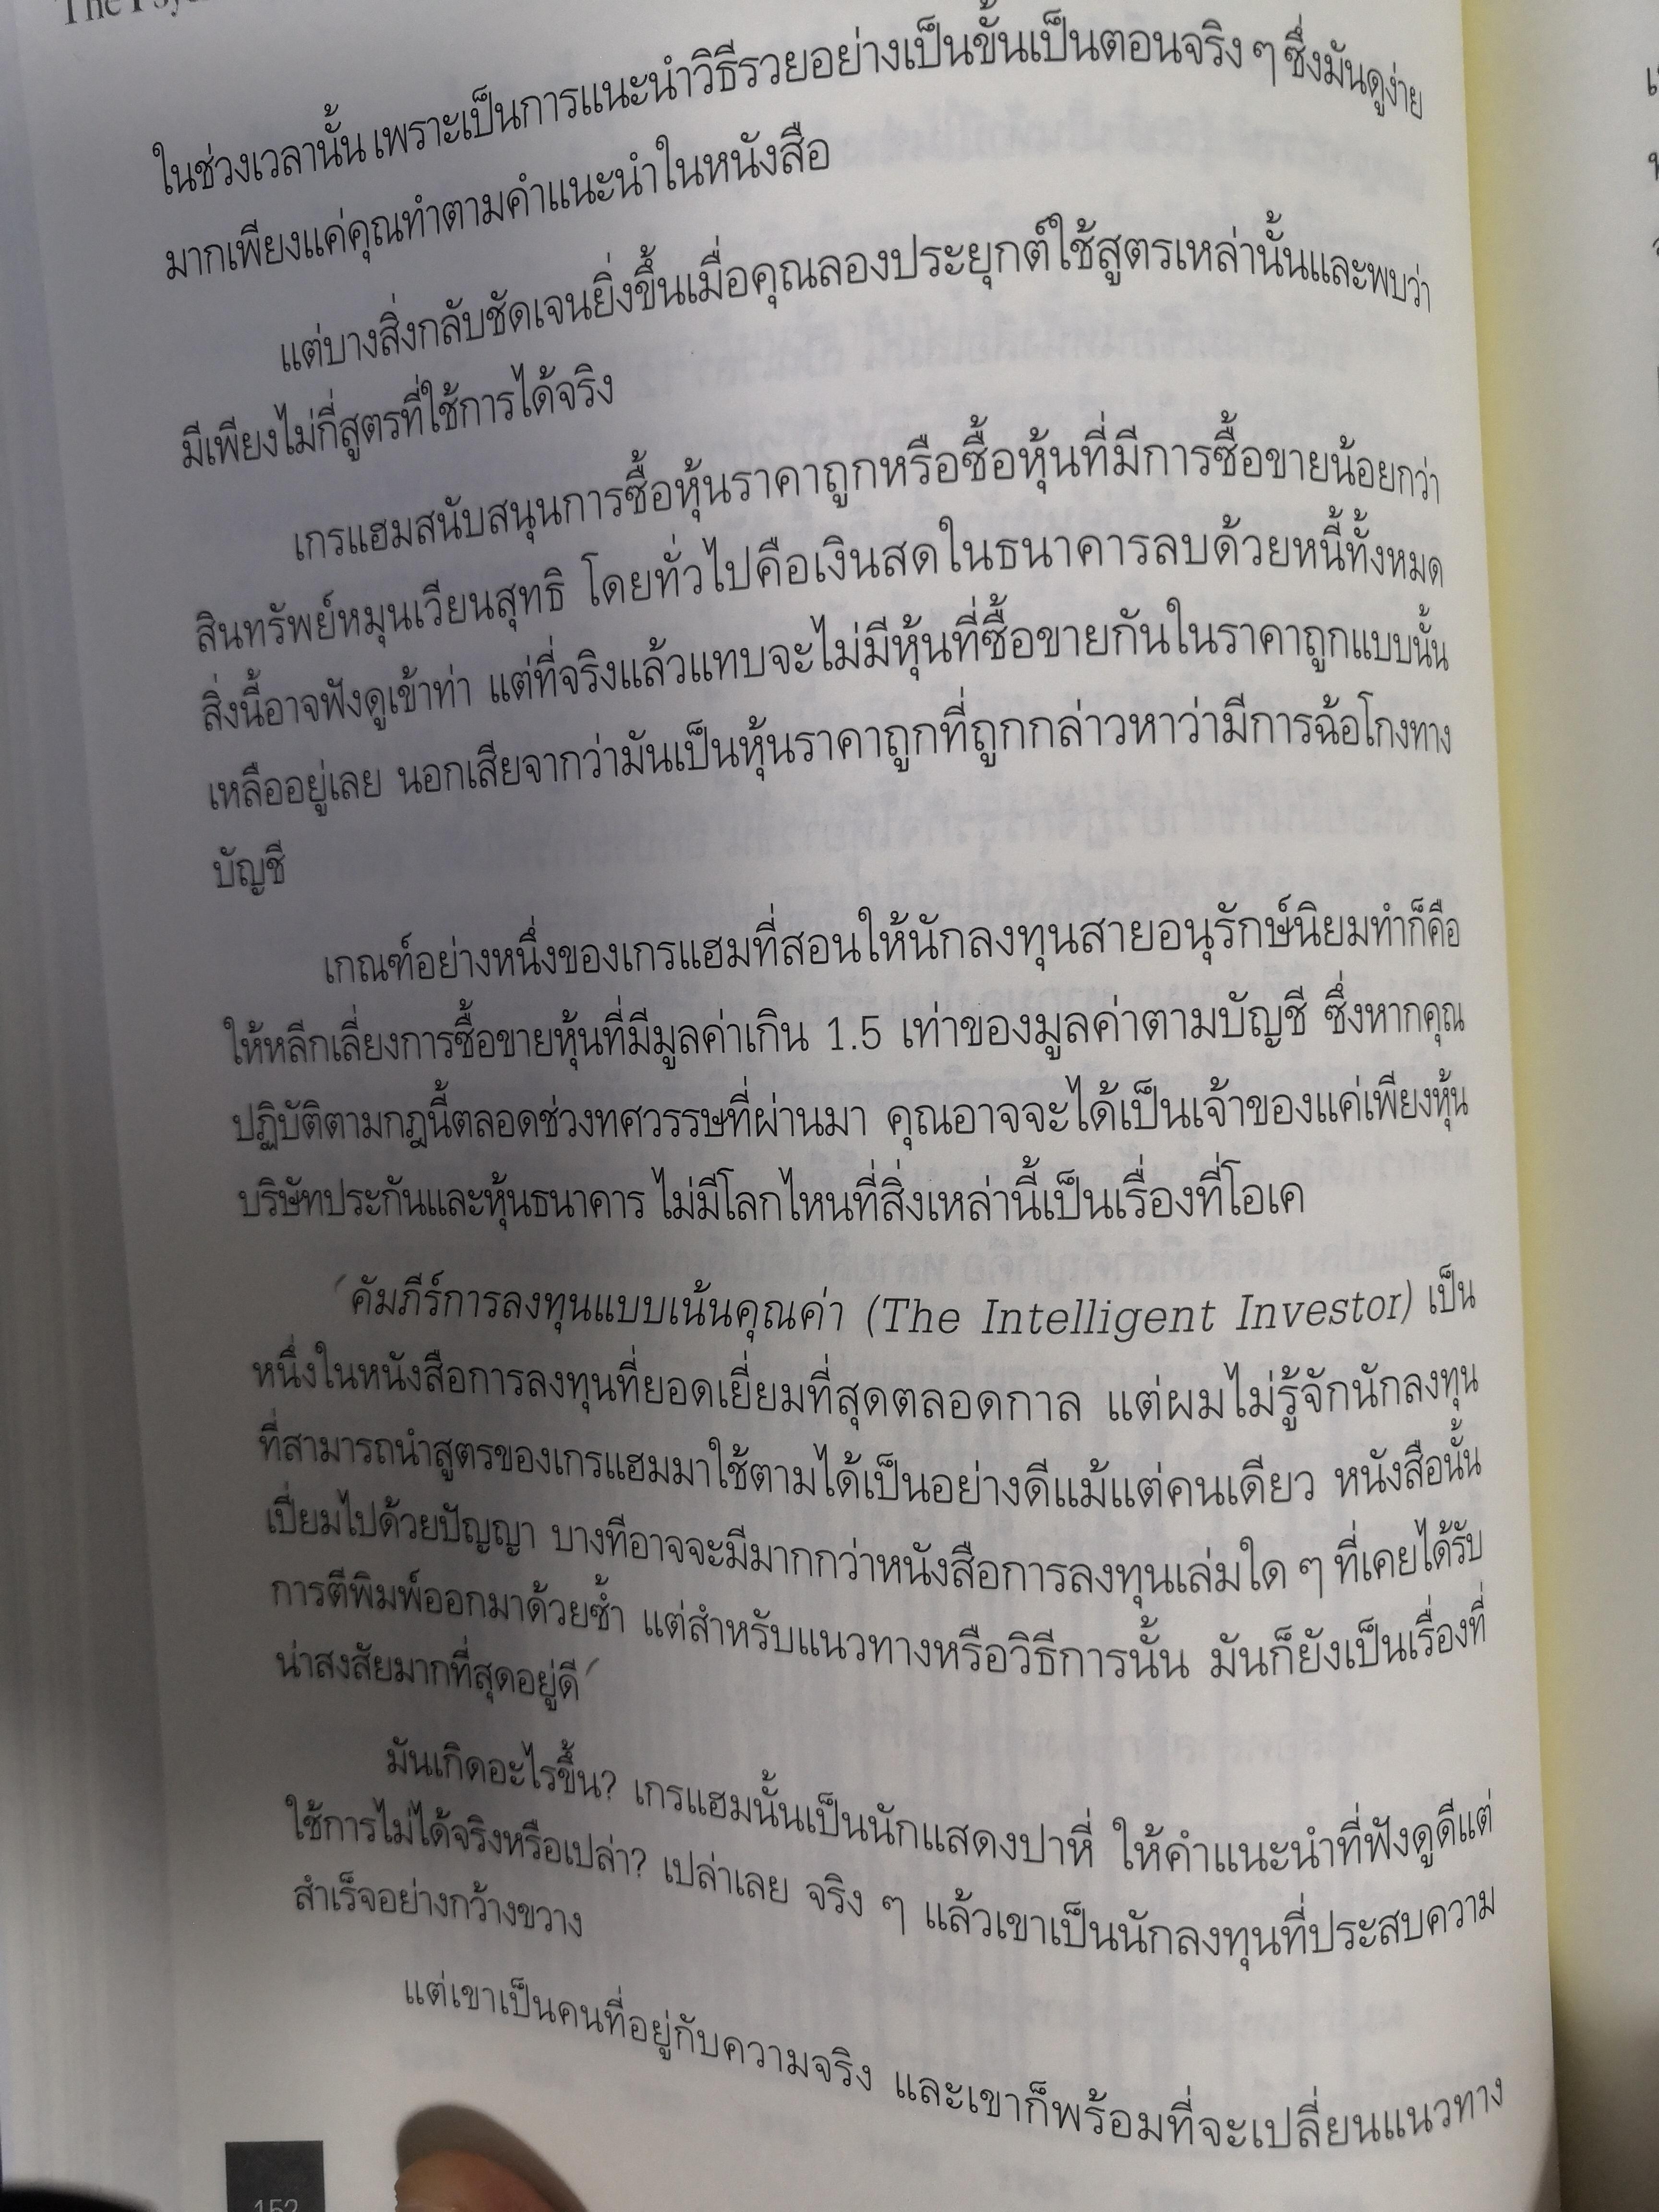 The
ในช่วงเวลานั้น เพราะเป็นการแนะนำวิธีรวยอย่างเป็นขั้นเป็นตอนจริง ๆ ซึ่งมันดูง่าย
มากเพียงแค่คุณทำตามคำแนะนำในหนังสือ
แต่บางสิ่งกลับชัดเจนยิ่งขึ้นเมื่อคุณลองประยุกต์ใช้สูตรเหล่านั้นและพบว่า
มีเพียงไม่กี่สูตรที่ใช้การได้จริง
เกรแฮมสนับสนุนการซื้อหุ้นราคาถูกหรือซื้อหุ้นที่มีการซื้อขายน้อยกว่า
สินทรัพย์หมุนเวียนสุทธิ โดยทั่วไปคือเงินสดในธนาคารลบด้วยหนี้ทั้งหมด
สิ่งนี้อาจฟังดูเข้าท่า แต่ที่จริงแล้วแทบจะไม่มีหุ้นที่ซื้อขายกันในราคาถูกแบบนั้น
เหลืออยู่เลย นอกเสียจากว่ามันเป็นหุ้นราคาถูกที่ถูกกล่าวหาว่ามีการฉ้อโกงทาง
บัญชี
เกณฑ์อย่างหนึ่งของเกรแฮมที่สอนให้นักลงทุนสายอนุรักษ์นิยมทำก็คือ
ให้หลีกเลี่ยงการซื้อขายหุ้นที่มีมูลค่าเกิน 1.5 เท่าของมูลค่าตามบัญชี ซึ่งหากคุณ
ปฏิบัติตามกฎนี้ตลอดช่วงทศวรรษที่ผ่านมา คุณอาจจะได้เป็นเจ้าของแค่เพียงหุ้น
บริษัทประกันและหุ้นธนาคาร ไม่มีโลกไหนที่สิ่งเหล่านี้เป็นเรื่องที่โอเค
คัมภีร์การลงทุนแบบเน้นคุณค่า (The Intelligent Investor) เป็น
หนึ่งในหนังสือการลงทุนที่ยอดเยี่ยมที่สุดตลอดกาล แต่ผมไม่รู้จักนักลงทุน
ที่สามารถนำสูตรของเกรแฮมมาใช้ตามได้เป็นอย่างดีแม้แต่คนเดียว หนังสือนั้น
เปี่ยมไปด้วยปัญญา บางทีอาจจะมีมากกว่าหนังสือการลงทุนเล่มใด ๆ ที่เคยได้รับ
การตีพิมพ์ออกมาด้วยซ้ำ แต่สำหรับแนวทางหรือวิธีการนั้น มันก็ยังเป็นเรื่องที่
น่าสงสัยมากที่สุดอยู่ดี
มันเกิดอะไรขึ้น? เกรแฮมนั้นเป็นนักแสดงปาหี่ ให้คำแนะนำที่ฟังดูดีแต่
ใช้การไม่ได้จริงหรือเปล่า? เปล่าเลย จริง ๆ แล้วเขาเป็นนักลงทุนที่ประสบความ
สำเร็จอย่างกว้างขวาง
แต่เขาเป็นคนที่อยู่กับความจริง และเขาก็พร้อมที่จะเปลี่ยนแนวทาง
152